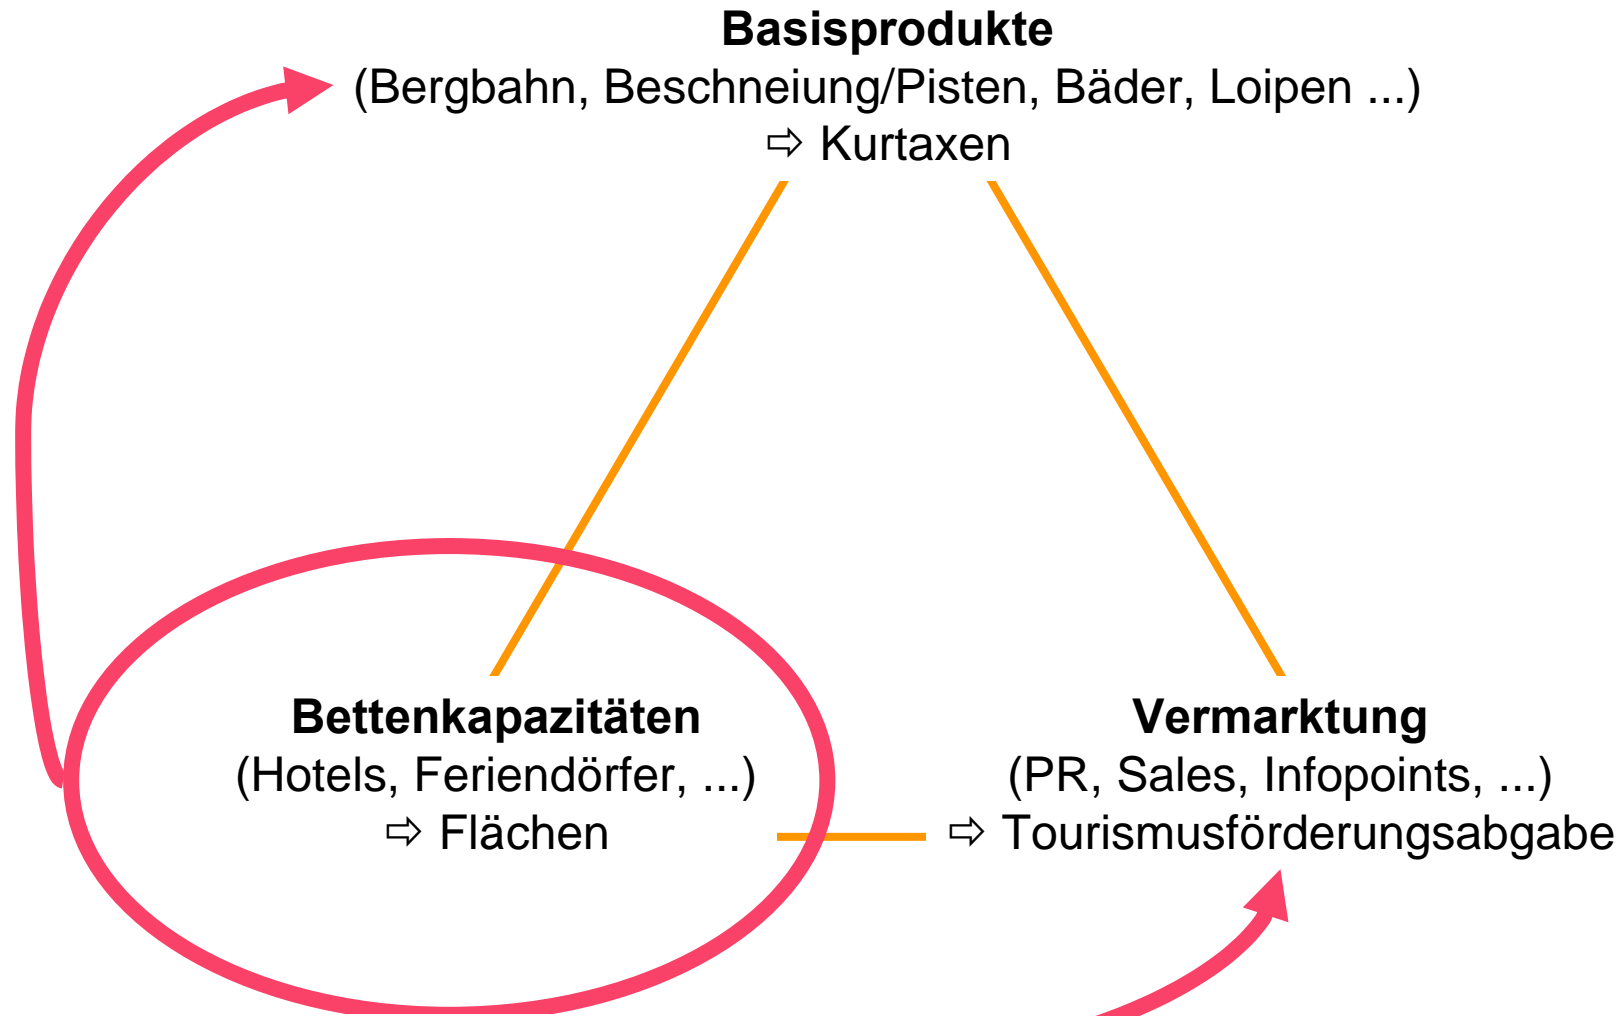 Basisprodukte
(Bergbahn, Beschneiung/Pisten, Bäder, Loipen ...)
⇨ Kurtaxen
Bettenkapazitäten
(Hotels, Feriendörfer, ...)
⇨ Flächen
Vermarktung
(PR, Sales, Infopoints, ...)
⇨ Tourismusförderungsabgabe